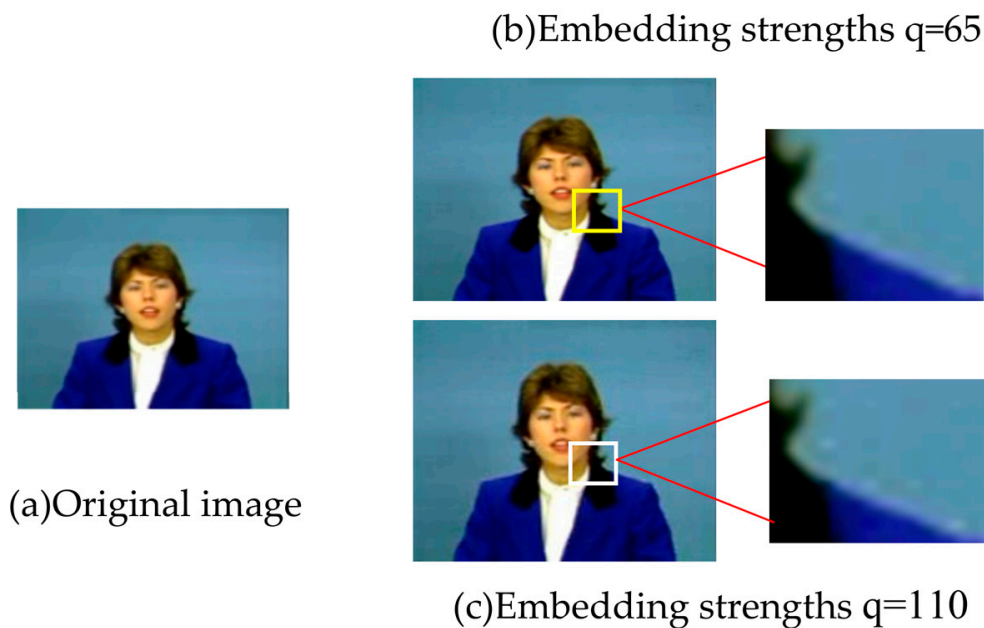 (b)Embedding strengths q=65
(a)Original image
(c)Embedding strengths q=110